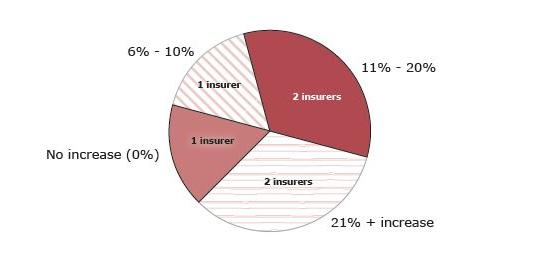 6% - 10%
11% - 20%
1 insurer
2 insurers
1 insurer
No increase (0%)
2 insurers
21% + increase